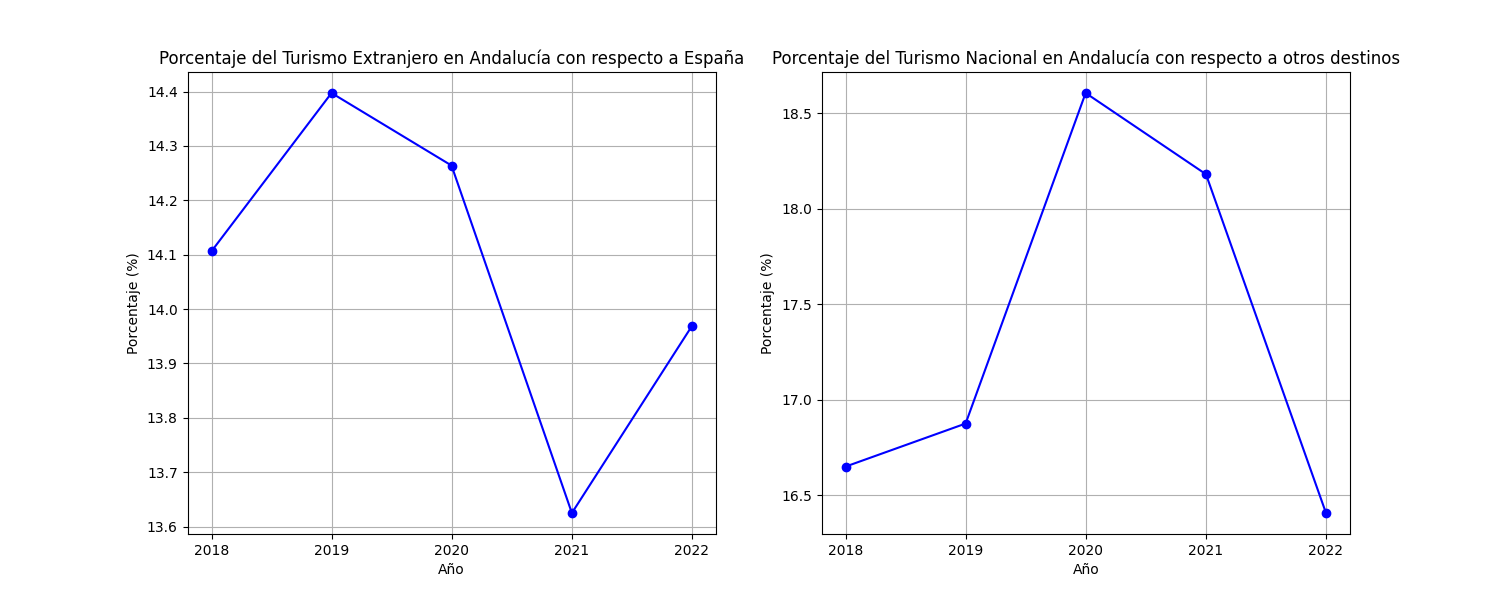 Porcentaje del Turismo Extranjero en Andalucía con respecto a España
14.4
14.3
14.2
14.1
14.0
13.9
13.8
13.7
13.6
Porcentaje (%)
2018 2019 2020 2021 2022
Año
Porcentaje del Turismo Nacional en Andalucía con respecto a otros destinos
18.5
18.0
17.5
17.0
16.5
Porcentaje (%)
2018 2019 2020 2021 2022
Año